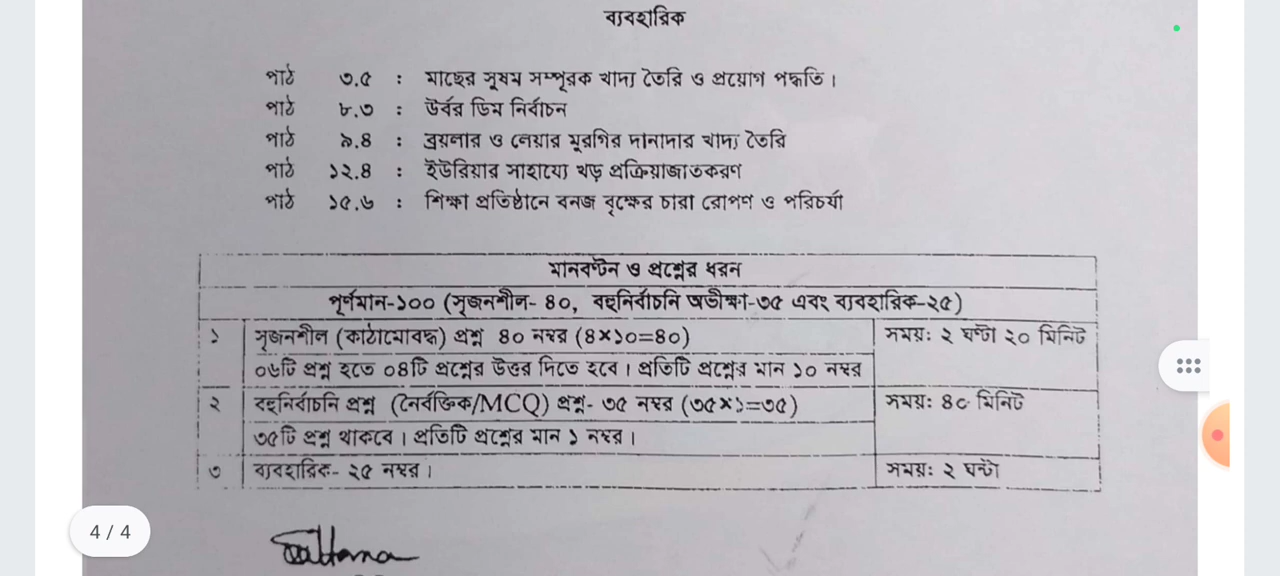 ব্যবহারিক
পাঠ ৩.৫ : মাছের সুষম সম্পূরক খাদ্য তৈরি ও প্রয়োগ পদ্ধতি।
পাঠ ৮.৩ : উর্বর ডিম নির্বাচন
পাঠ ৯.৪ : ব্রয়লার ও লেয়ার মুরগির দানাদার খাদ্য তৈরি
পাঠ ১২.৪ : ইউরিয়ার সাহায্যে খড় প্রক্রিয়াজাতকরণ
পাঠ ১৫.৬ : শিক্ষা প্রতিষ্ঠানে বনজ বৃক্ষের চারা রোপণ ও পরিচর্যা
মানবণ্টন ও প্রশ্নের ধরন
পূর্ণমান-১০০ (সৃজনশীল- ৪০, বহুনির্বাচনি অভীক্ষা-৩৫ এবং ব্যবহারিক-২৫)
১ সৃজনশীল (কাঠামোবদ্ধ) প্রশ্ন ৪০ নম্বর (৪×১০=৪০) সময়ঃ ২ ঘণ্টা ২০ মিনিট
০৬টি প্রশ্ন হতে ০৪টি প্রশ্নের উত্তর দিতে হবে। প্রতিটি প্রশ্নের মান ১০ নম্বর
২ বহুনির্বাচনি প্রশ্ন (নৈর্বক্তিক/MCQ) প্রশ্ন- ৩৫ নম্বর (৩৫×১=৩৫) সময়ঃ ৪০ মিনিট
৩৫টি প্রশ্ন থাকবে। প্রতিটি প্রশ্নের মান ১ নম্বর।
৩ ব্যবহারিক- ২৫ নম্বর। সময়ঃ ২ ঘন্টা
4 / 4